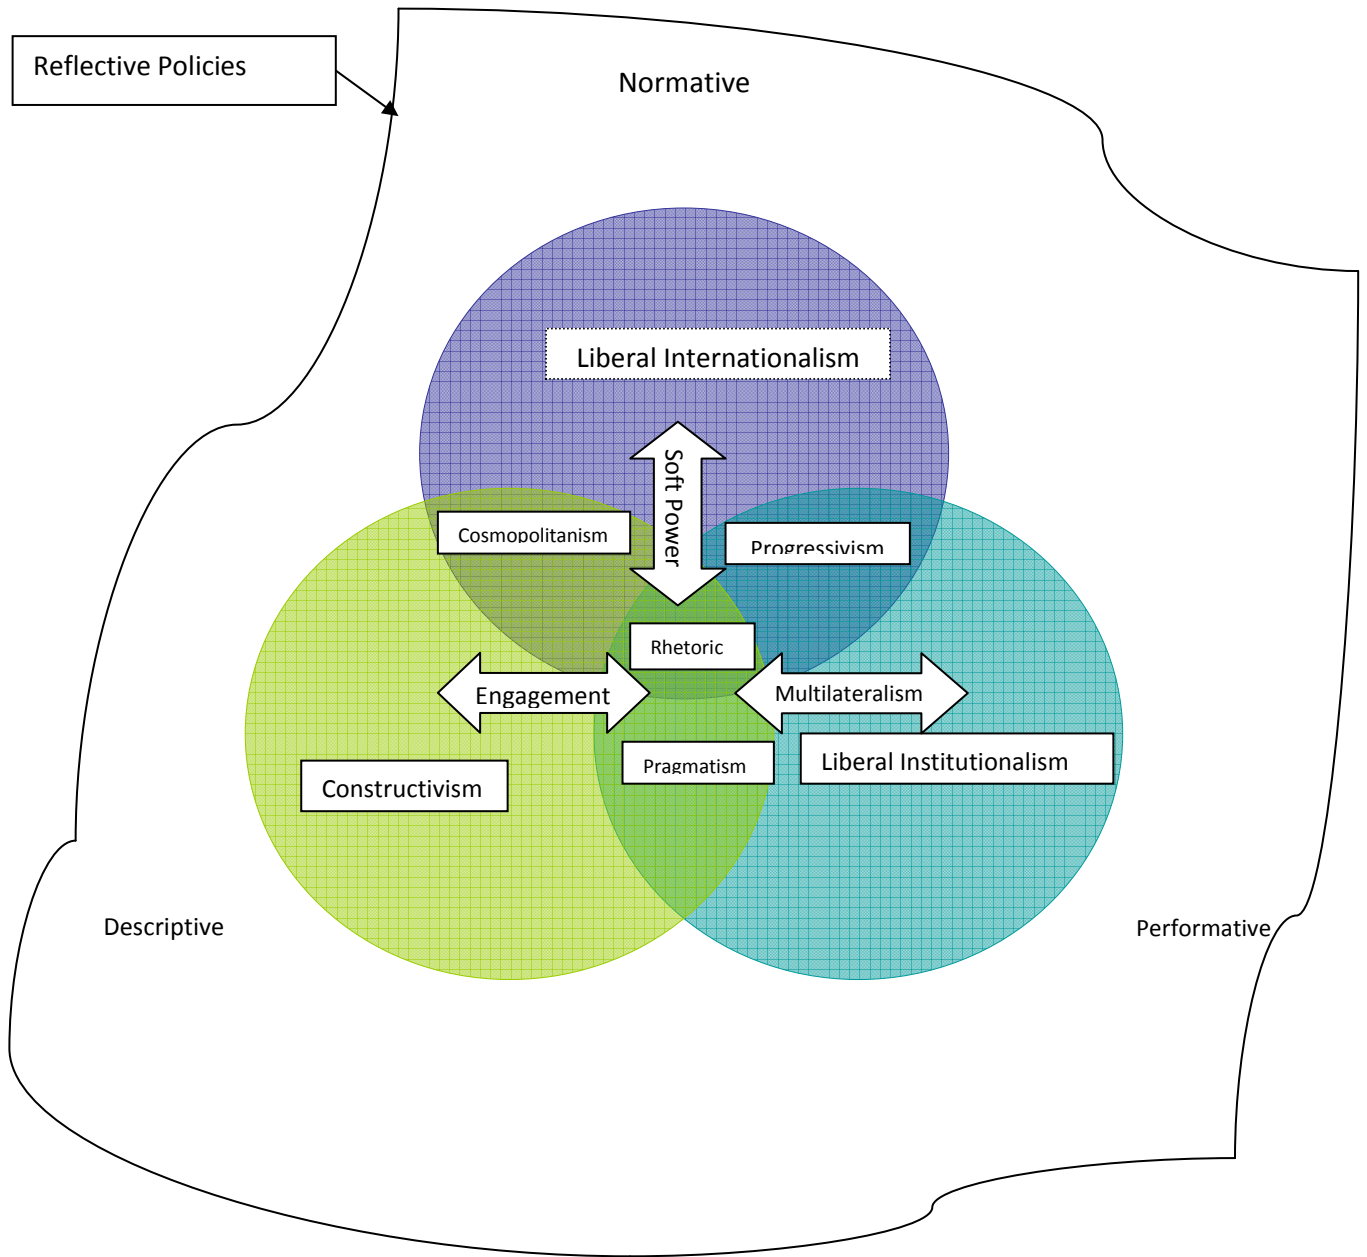 Reflective Policies
Normative
Liberal Internationalism
Soft Power
Cosmopolitanism
Progressivism
Rhetoric
Engagement
Multilateralism
Pragmatism
Liberal Institutionalism
Constructivism
Descriptive
Performative